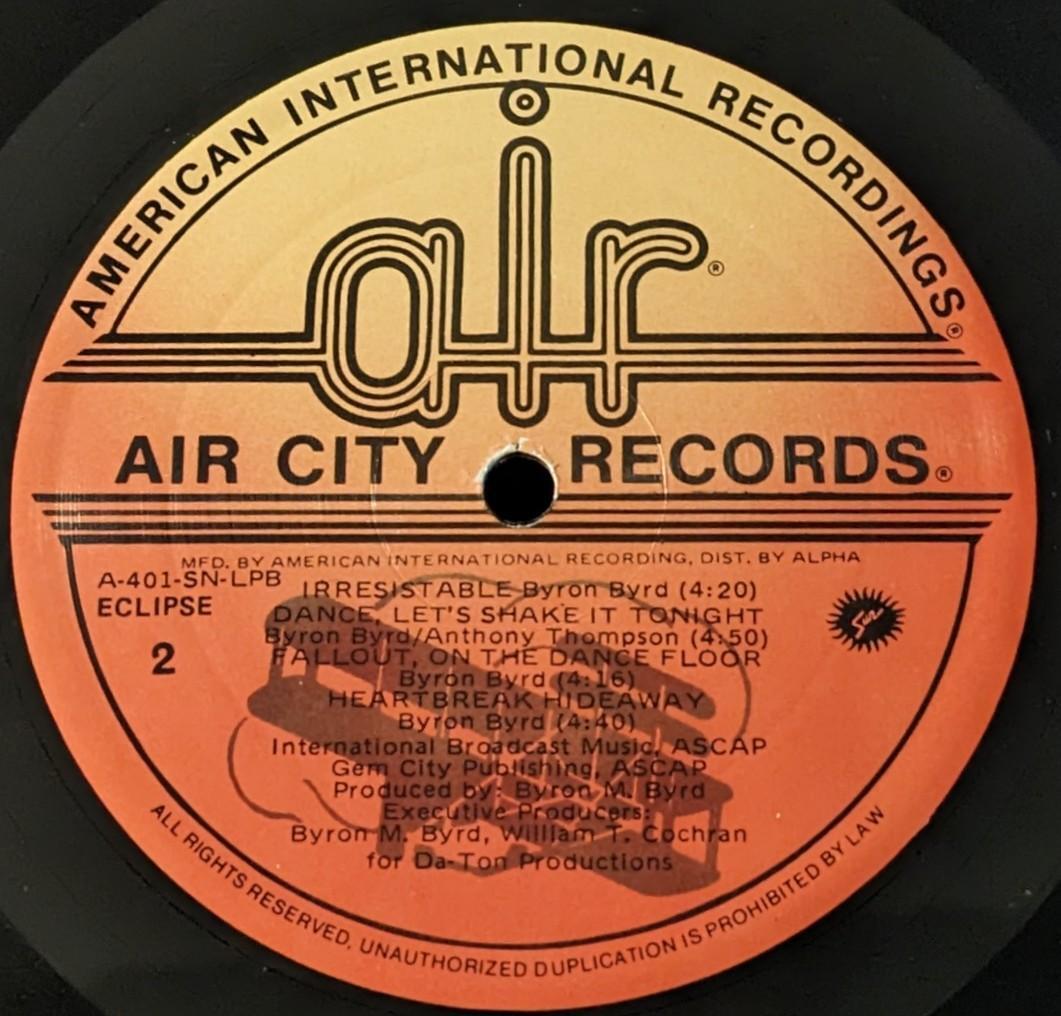 AMERICAN INTERNATIONAL RECORDINGS®
air®
AIR CITY RECORDS®
MFD. BY AMERICAN INTERNATIONAL RECORDING, DIST. BY ALPHA
A-401-SN-LPB
ECLIPSE
2
IRRESISTABLE Byron Byrd (4:20)
DANCE, LET'S SHAKE IT TONIGHT
Byron Byrd/Anthony Thompson (4:50)
FALLOUT, ON THE DANCE FLOOR
Byron Byrd (4:16)
HEARTBREAK HIDEAWAY
Byron Byrd (4:40)
International Broadcast Music, ASCAP
Gem City Publishing, ASCAP
Produced by: Byron M. Byrd
Executive Producers:
Byron M. Byrd, William T. Cochran
for Da-Ton Productions
ALL RIGHTS RESERVED, UNAUTHORIZED DUPLICATION IS PROHIBITED BY LAW